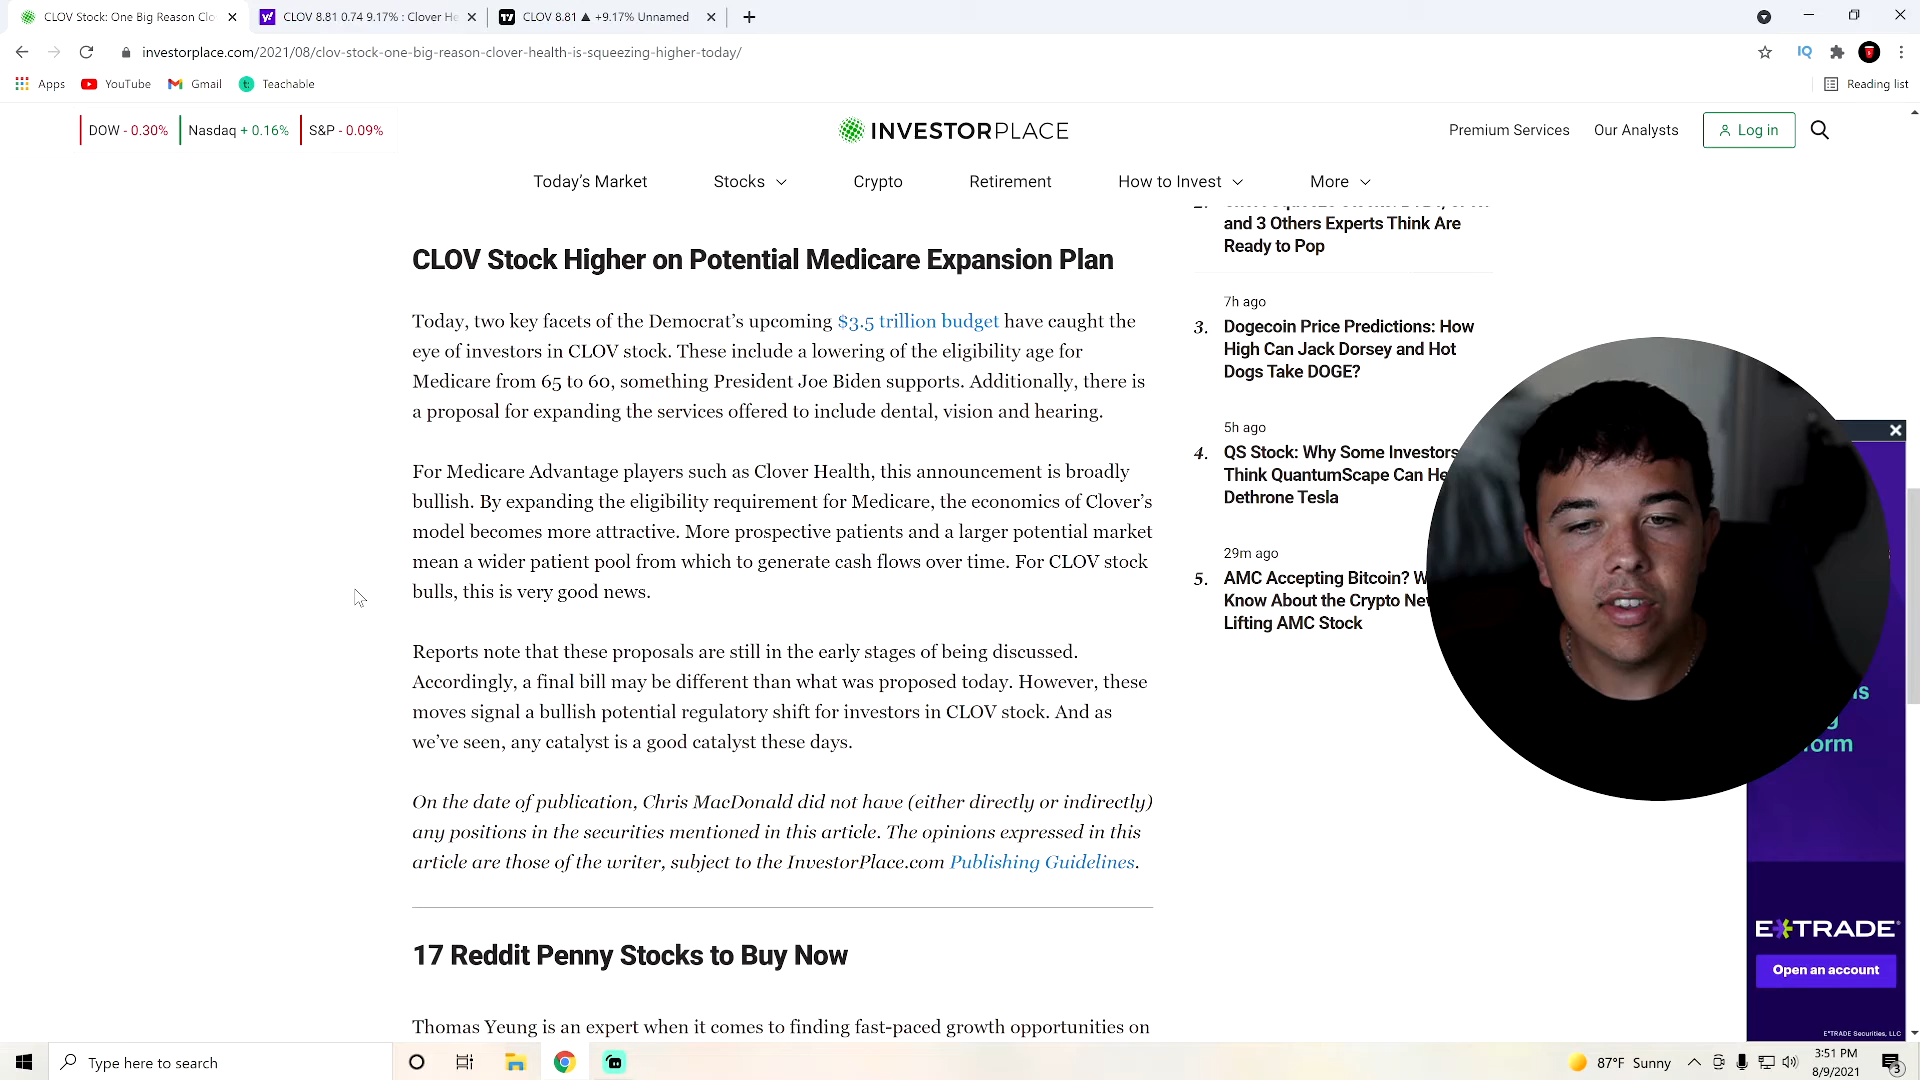 CLOV Stock: One Big Reason Clo
CLOV 8.81 0.74 9.17% : Clover He
CLOV 8.81 ▲ +9.17% Unnamed
investorplace.com/2021/08/clov-stock-one-big-reason-clover-health-is-squeezing-higher-today/
Apps YouTube Gmail Teachable Reading list
DOW - 0.30% Nasdaq + 0.16% S&P - 0.09%
INVESTORPLACE
Premium Services Our Analysts Log in
Today's Market Stocks Crypto Retirement How to Invest More
CLOV Stock Higher on Potential Medicare Expansion Plan
Today, two key facets of the Democrat's upcoming $3.5 trillion budget have caught the
eye of investors in CLOV stock. These include a lowering of the eligibility age for
Medicare from 65 to 60, something President Joe Biden supports. Additionally, there is
a proposal for expanding the services offered to include dental, vision and hearing.
For Medicare Advantage players such as Clover Health, this announcement is broadly
bullish. By expanding the eligibility requirement for Medicare, the economics of Clover's
model becomes more attractive. More prospective patients and a larger potential market
mean a wider patient pool from which to generate cash flows over time. For CLOV stock
bulls, this is very good news.
Reports note that these proposals are still in the early stages of being discussed.
Accordingly, a final bill may be different than what was proposed today. However, these
moves signal a bullish potential regulatory shift for investors in CLOV stock. And as
we've seen, any catalyst is a good catalyst these days.
On the date of publication, Chris MacDonald did not have (either directly or indirectly)
any positions in the securities mentioned in this article. The opinions expressed in this
article are those of the writer, subject to the InvestorPlace.com Publishing Guidelines.
17 Reddit Penny Stocks to Buy Now
Thomas Yeung is an expert when it comes to finding fast-paced growth opportunities on
and 3 Others Experts Think Are
Ready to Pop
7h ago
3. Dogecoin Price Predictions: How
High Can Jack Dorsey and Hot
Dogs Take DOGE?
5h ago
4. QS Stock: Why Some Investors
Think QuantumScape Can He
Dethrone Tesla
29m ago
5. AMC Accepting Bitcoin? W
Know About the Crypto Ne
Lifting AMC Stock
orm
E*TRADE
Open an account
E*TRADE Securities, LLC
Type here to search
87°F Sunny
3:51 PM
8/9/2021
3